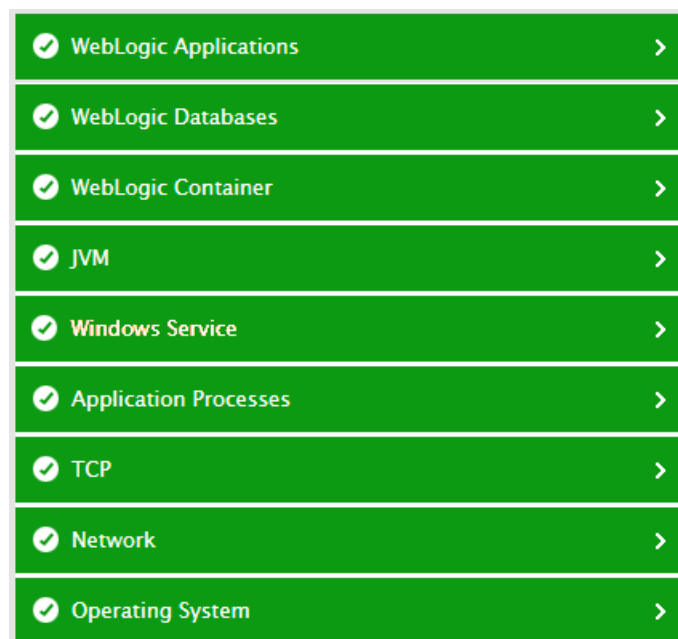 WebLogic Applications
WebLogic Databases
WebLogic Container
JVM
Windows Service
Application Processes
TCP
Network
Operating System